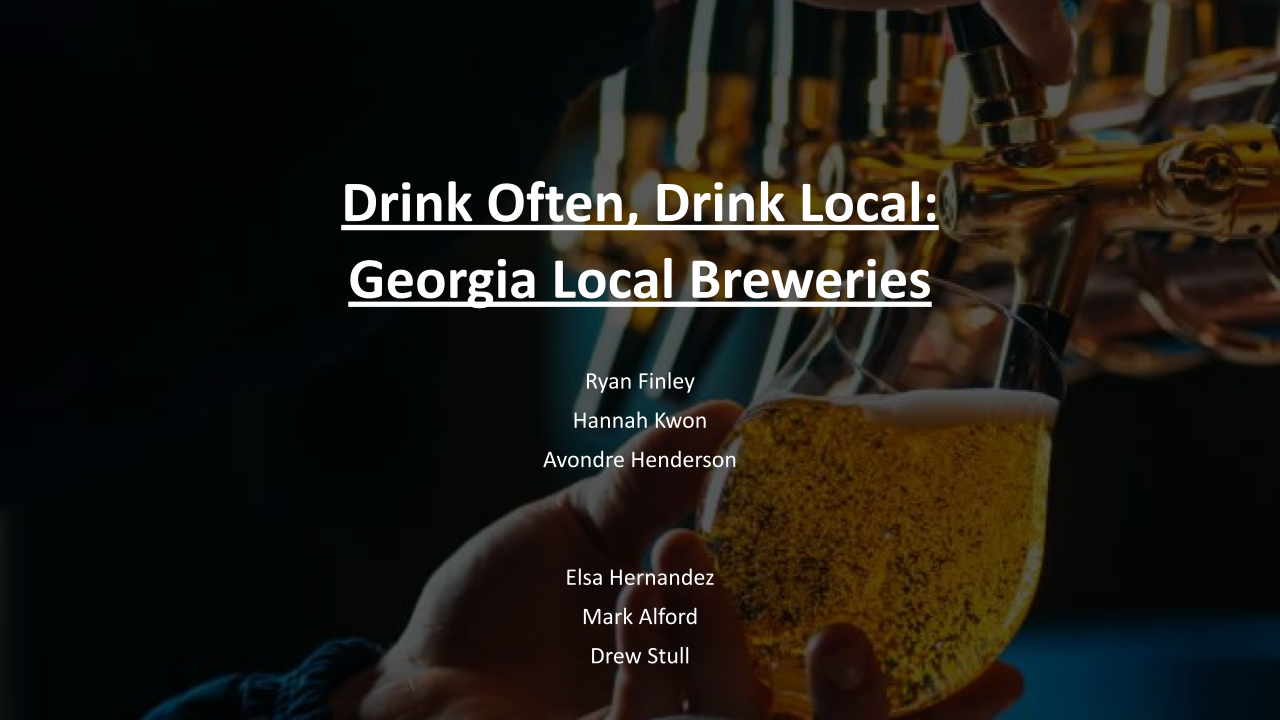 Drink Often, Drink Local:
Georgia Local Breweries
Ryan Finley
Hannah Kwon
Avondre Henderson
Elsa Hernandez
Mark Alford
Drew Stull